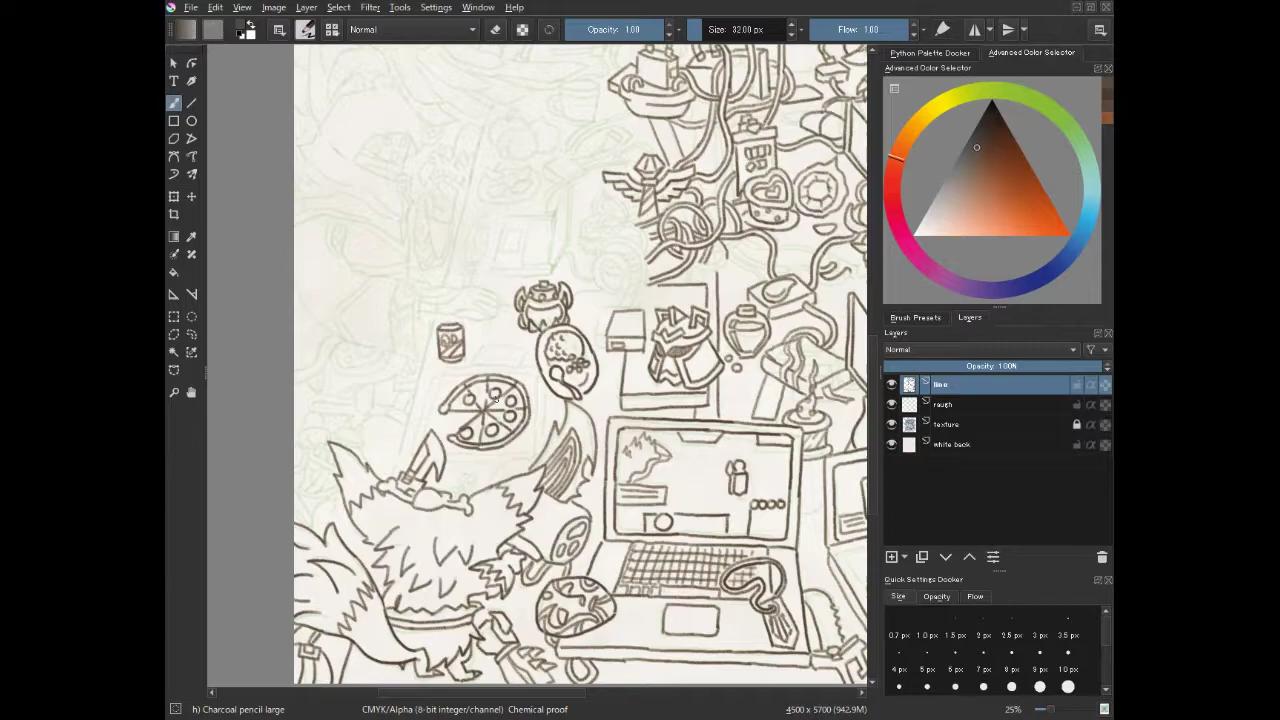 File Edit View Image Layer Select Filter Tools Settings Window Help
Normal Opacity: 1.00 Size: 32.00 px Flow: 1.00
Python Palette Docker Advanced Color Selector
Advanced Color Selector
Brush Presets Layers
Layers
Normal
Opacity: 100%
line
rough
texture
white back
Quick Settings Docker
Size Opacity Flow
0.7 px 1.0 px 1.5 px 2 px 2.5 px 3 px 3.5 px
4 px 5 px 6 px 7 px 8 px 9 px 10 px
h) Charcoal pencil large CMYK/Alpha (8-bit integer/channel) Chemical proof 4500 x 5700 (942.9M) 25%